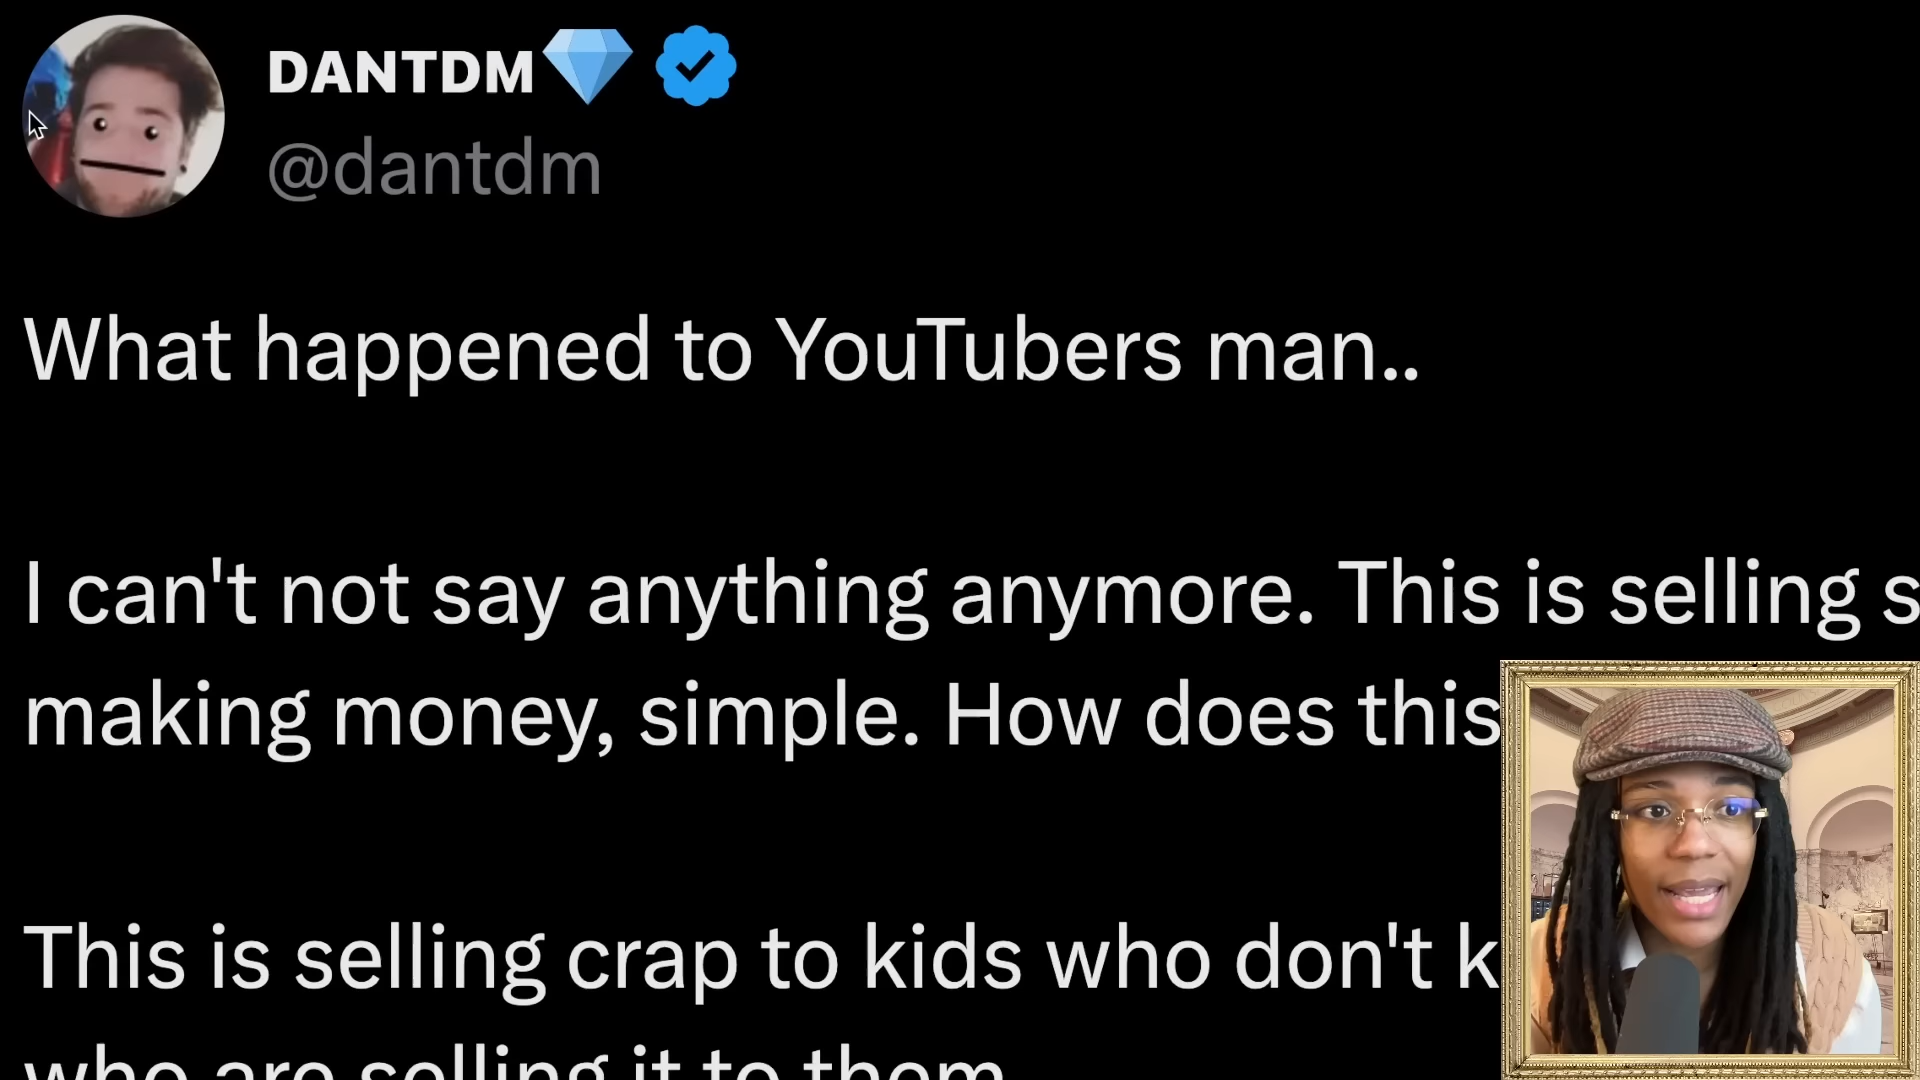 DANTDM
@dantdm
What happened to YouTubers man..
I can't not say anything anymore. This is selling
making money, simple. How does this
This is selling crap to kids who don't
who are selling it to them